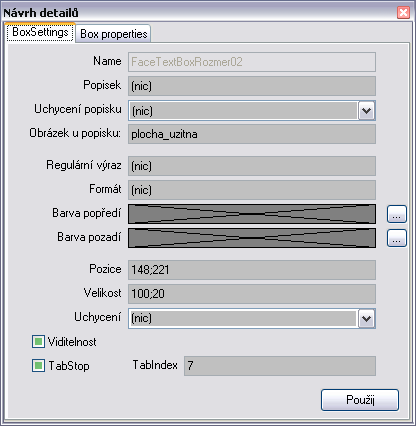 Návrh detailů
BoxSettings Box properties
Name FaceTextBoxRozmer02
Popisek (nic)
Uchycení popisku (nic)
Obrázek u popisku: plocha_uzitna
Regulární výraz (nic)
Formát (nic)
Barva popředí ...
Barva pozadí ...
Pozice 148;221
Velikost 100;20
Uchycení (nic)
Viditelnost
TabStop TabIndex 7
Použij